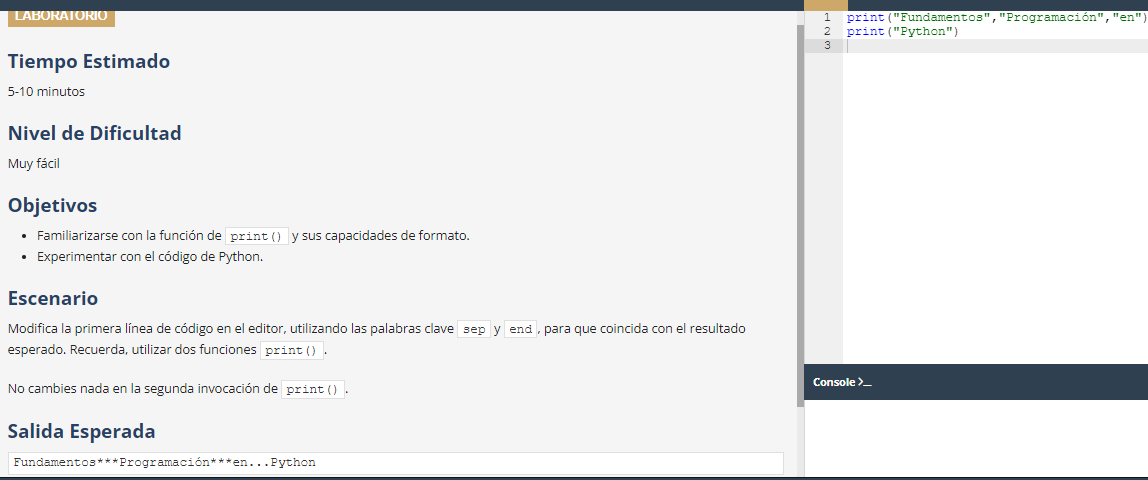 LABORATORIO
Tiempo Estimado
5-10 minutos
Nivel de Dificultad
Muy fácil
Objetivos
• Familiarizarse con la función de print() y sus capacidades de formato.
• Experimentar con el código de Python.
Escenario
Modifica la primera línea de código en el editor, utilizando las palabras clave sep y end, para que coincida con el resultado
esperado. Recuerda, utilizar dos funciones print().
No cambies nada en la segunda invocación de print().
Salida Esperada
Fundamentos***Programación***en...Python
1 print("Fundamentos","Programación","en")
2 print("Python")
3
Console >_